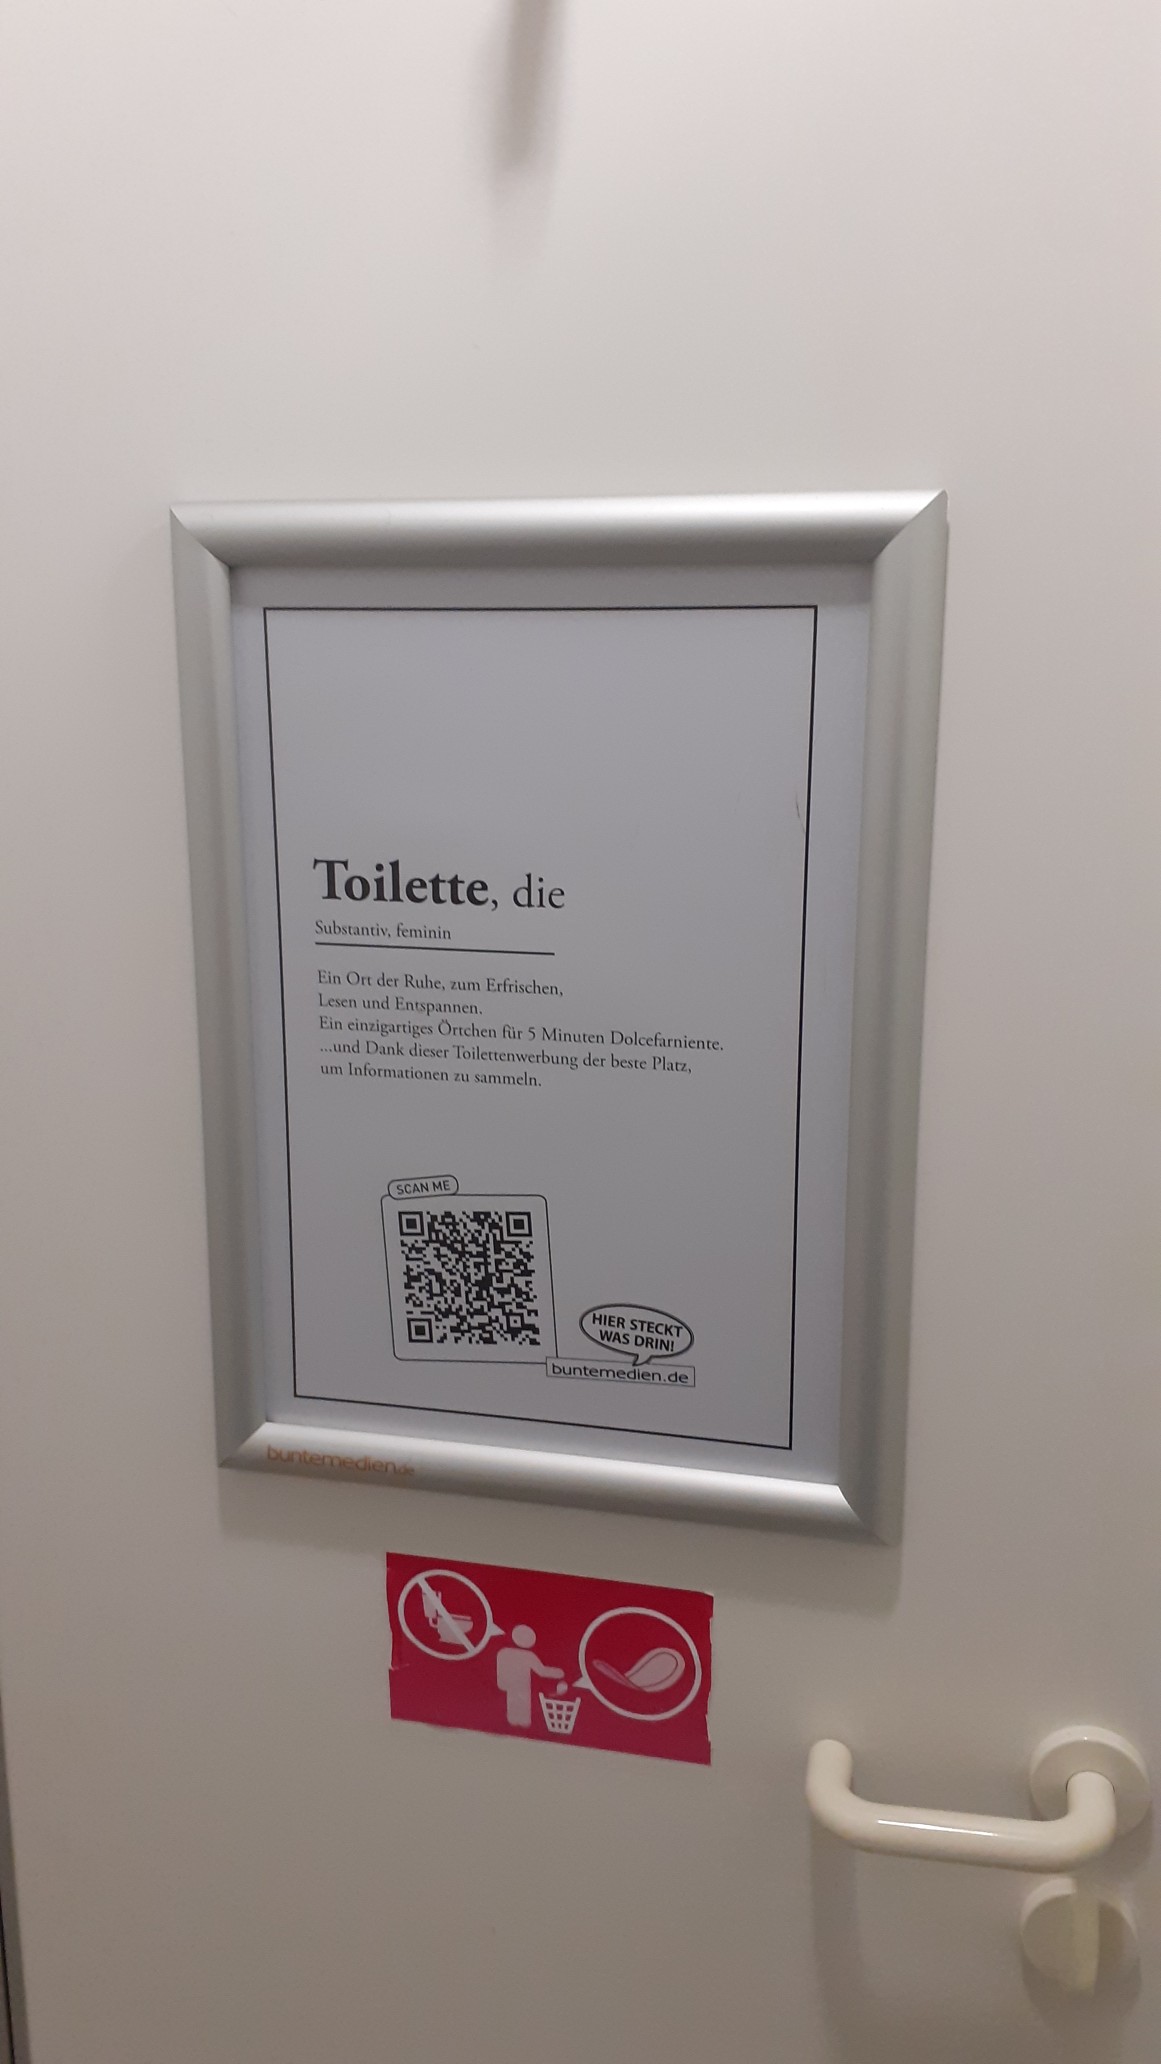 Toilette, die
Substantiv, feminin
Ein Ort der Ruhe, zum Erfrischen,
Lesen und Entspannen.
Ein einzigartiges Örtchen für 5 Minuten Dolcefarniente.
...und Dank dieser Toilettenwerbung der beste Platz,
um Informationen zu sammeln.
SCAN ME
HIER STECKT
WAS DRIN!
buntemedien.de
buntemedien.de